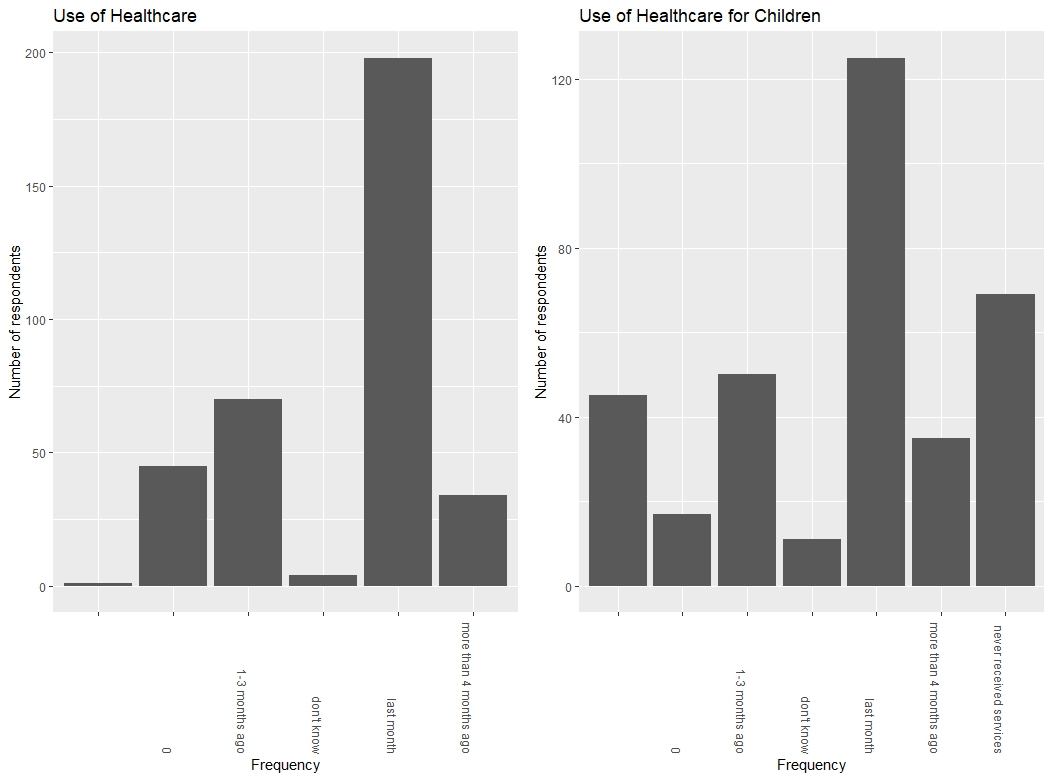 Use of Healthcare
Number of respondents
200
150
100
50
0
0
1-3 months ago
don't know
last month
more than 4 months ago
Frequency
Use of Healthcare for Children
Number of respondents
120
80
40
0
0
1-3 months ago
don't know
last month
more than 4 months ago
never received services
Frequency